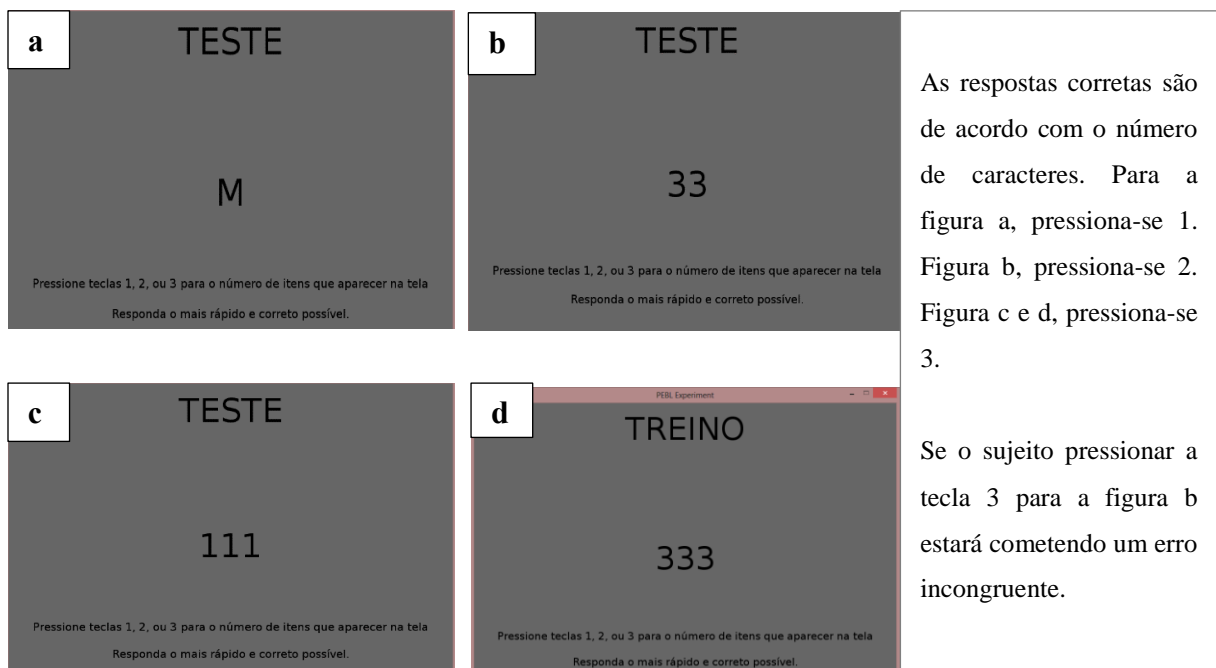 a
TESTE
M
Pressione teclas 1, 2, ou 3 para o número de itens que aparecer na tela
Responda o mais rápido e correto possível.
b
TESTE
33
Pressione teclas 1, 2, ou 3 para o número de itens que aparecer na tela
Responda o mais rápido e correto possível.
c
TESTE
111
Pressione teclas 1, 2, ou 3 para o número de itens que aparecer na tela
Responda o mais rápido e correto possível.
d
PEBL Experiment
TREINO
333
Pressione teclas 1, 2, ou 3 para o número de itens que aparecer na tela
Responda o mais rápido e correto possível.
As respostas corretas são
de acordo com o número
de caracteres. Para a
figura a, pressiona-se 1.
Figura b, pressiona-se 2.
Figura c e d, pressiona-se
3.
Se o sujeito pressionar a
tecla 3 para a figura b
estará cometendo um erro
incongruente.